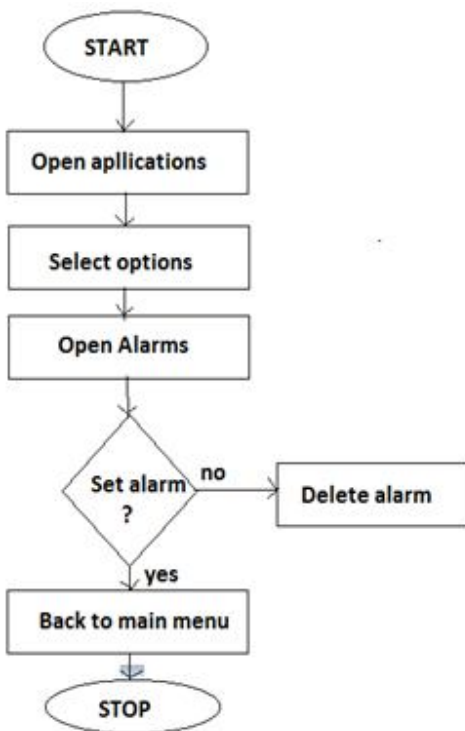 START
Open apllications
Select options
Open Alarms
Set alarm
?
no
Delete alarm
yes
Back to main menu
STOP